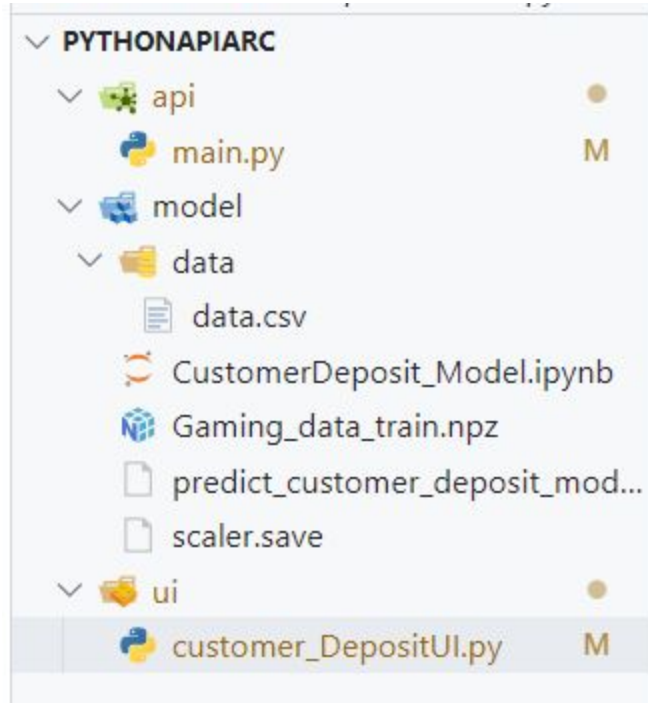 PYTHONAPIARC
api
main.py M
model
data
data.csv
CustomerDeposit_Model.ipynb
Gaming_data_train.npz
predict_customer_deposit_mod...
scaler.save
ui
customer_DepositUI.py M